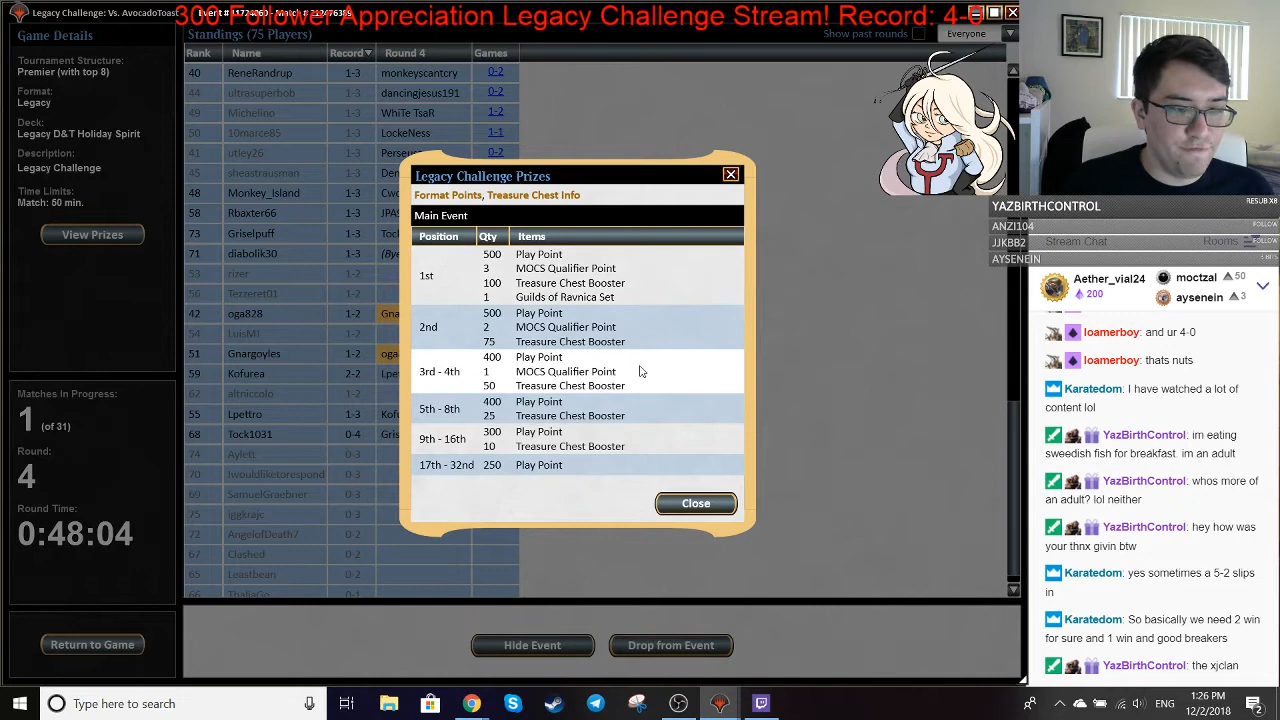 Legacy Challenge: Vs. AvocadoToast
300 Appreciation Legacy Challenge Stream! Record: 4-0
Game Details
Tournament Structure:
Premier (with top 8)
Format:
Legacy
Deck:
Legacy D&T Holiday Spirit
Description:
Legacy Challenge
Time Limits:
Match: 50 min.
View Prizes
Matches In Progress:
1
(of 31)
Round:
4
Round Time:
0:48:04
Return to Game
Standings (75 Players)
Show past rounds
Everyone
Rank Name Record Round 4 Games
40 ReneRandrup 1-3 monkeyscantcry 0-2
44 ultrasuperbob 1-3 dancingjesus191 0-2
49 Michelino 1-3 WhiTe TsaR 1-2
50 10marce85 1-3 LockeNess 1-1
41 utley26 1-3 0-2
45 sheastrausman 1-3
48 Monkey_Island 1-3
58 Rbaxter66 1-3
73 Griselpuff 1-3
71 diabolik30 0-3
53 rizer 1-2
56 Tezzeret01 1-2
42 oga828 1-2
54 LuisMJ 1-2
51 Gnargoyles 1-2
59 Kofurea 2-2
62 altniccolo 1-2
55 Lpettro 1-3
68 Tock1031 0-4
74 Aylett 0-3
70 Iwouldliketorespond 0-3
69 SamuelGraebner 0-3
75 iggkrajc 0-3
72 AngelofDeath7 0-2
67 Clashed 0-2
65 Leastbean 0-2
66 ThaliaGo 0-1
Legacy Challenge Prizes
Format Points, Treasure Chest Info
Main Event
Position Qty Items
1st
500 Play Point
3 MOCS Qualifier Point
100 Treasure Chest Booster
1 Guilds of Ravnica Set
2nd
500 Play Point
2 MOCS Qualifier Point
75 Treasure Chest Booster
3rd - 4th
400 Play Point
1 MOCS Qualifier Point
50 Treasure Chest Booster
5th - 8th
400 Play Point
25 Treasure Chest Booster
9th - 16th
300 Play Point
10 Treasure Chest Booster
17th - 32nd 250 Play Point
Close
Hide Event
Drop from Event
YAZBIRTHCONTROL RESUB X8
ANZI104 FOLLOW
JJKBB2 FOLLOW
AYSENEIN
Stream Chat Rooms
Aether_vial24
200
moctzal 50
aysenein 3
loamerboy: and ur 4-0
loamerboy: thats nuts
Karatedom: I have watched a lot of
content lol
YazBirthControl: im eating
sweedish fish for breakfast. im an adult
YazBirthControl: whos more of
an adult? lol neither
YazBirthControl: hey how was
your thnx givin btw
Karatedom: yes sometimes a 5-2 slips
in
Karatedom: So basically we need 2 win
for sure and 1 win and good breakers
YazBirthControl: the xjclan
Type here to search
1:26 PM
12/2/2018
2